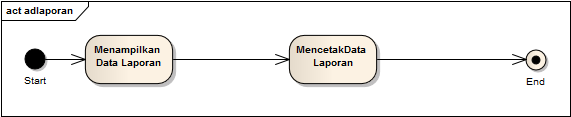 act adlaporan
Menampilkan
Data Laporan
MencetakData
Laporan
Start
End